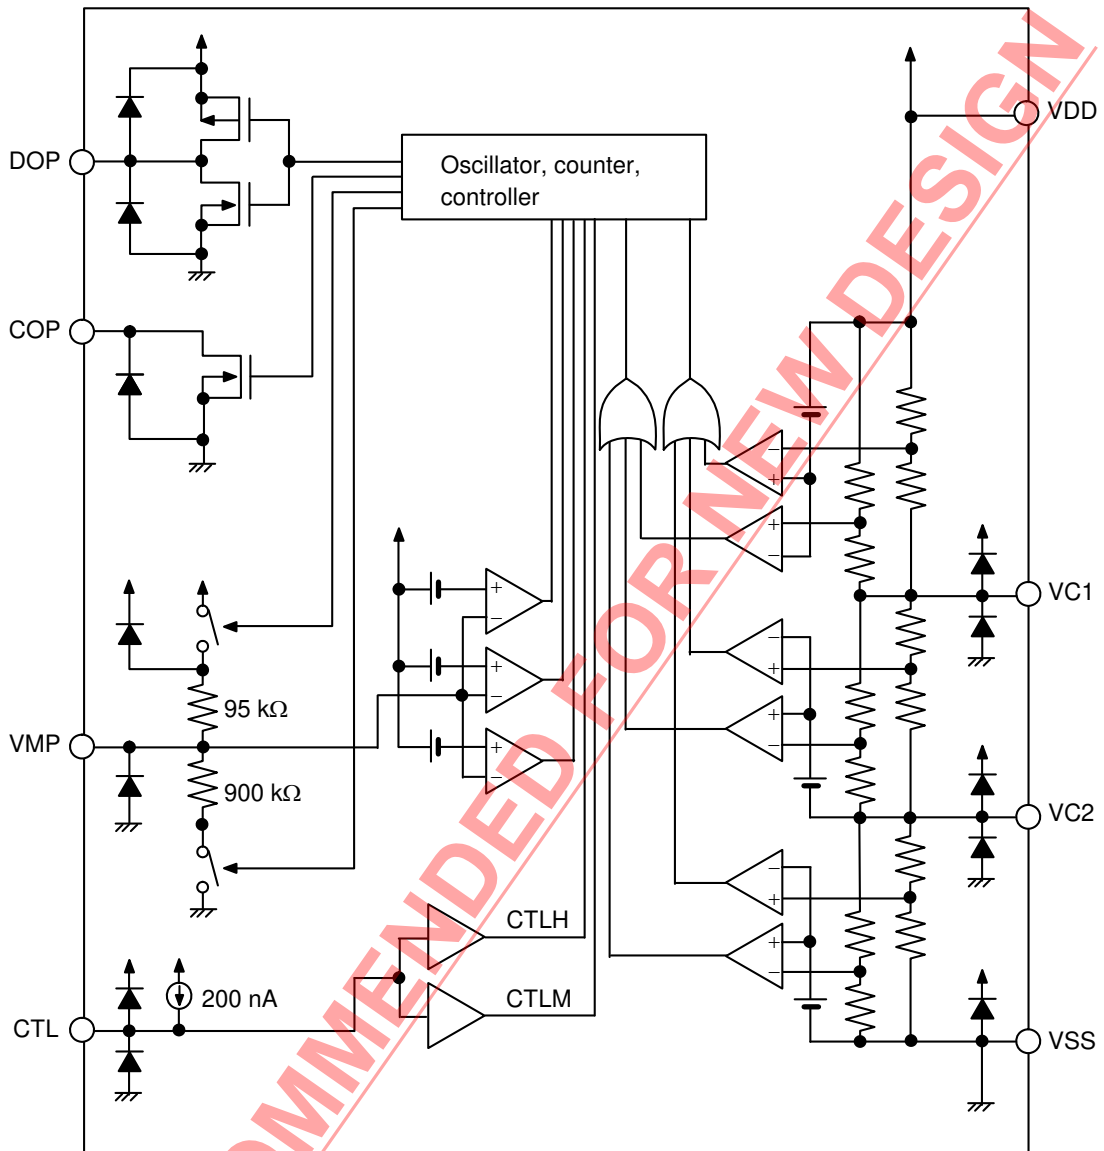 VDD
DOP
Oscillator, counter,
controller
COP
VC1
95 kΩ
VMP
900 kΩ
VC2
CTLH
200 nA
CTLM
CTL
VSS
+
−
+
−
+
−
−
+
+
−
−
+
+
−
−
+
+
−
OMMENDED FOR NEW DESIGN